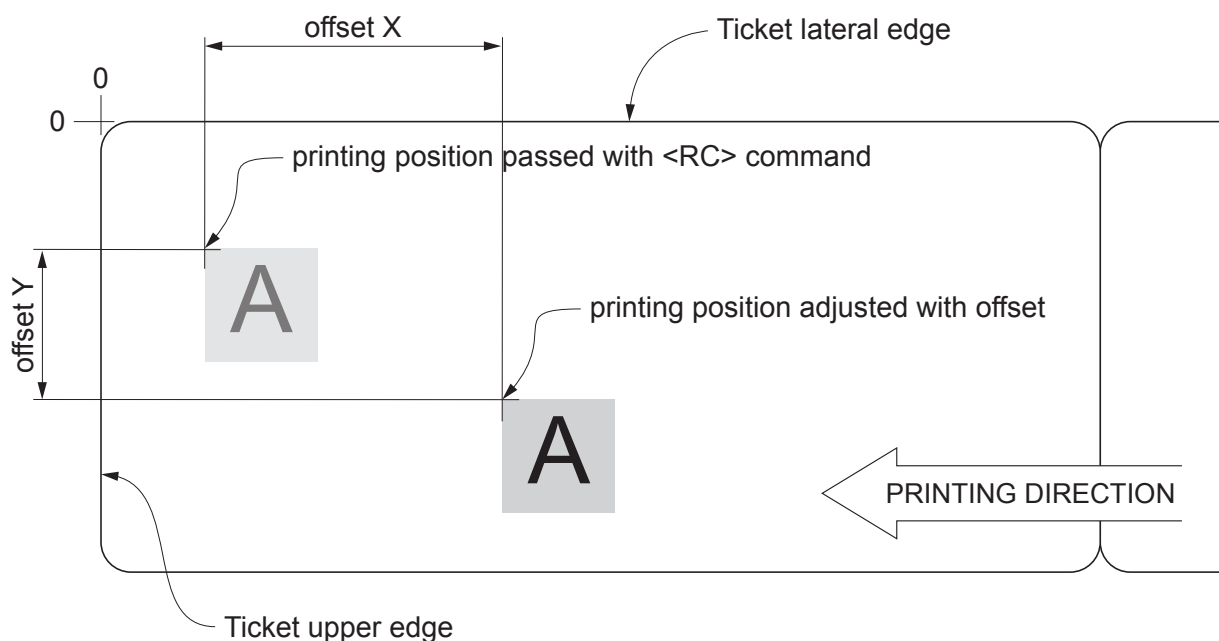 offset X
Ticket lateral edge
0
0
printing position passed with <RC> command
A
offset Y
printing position adjusted with offset
A
PRINTING DIRECTION
Ticket upper edge